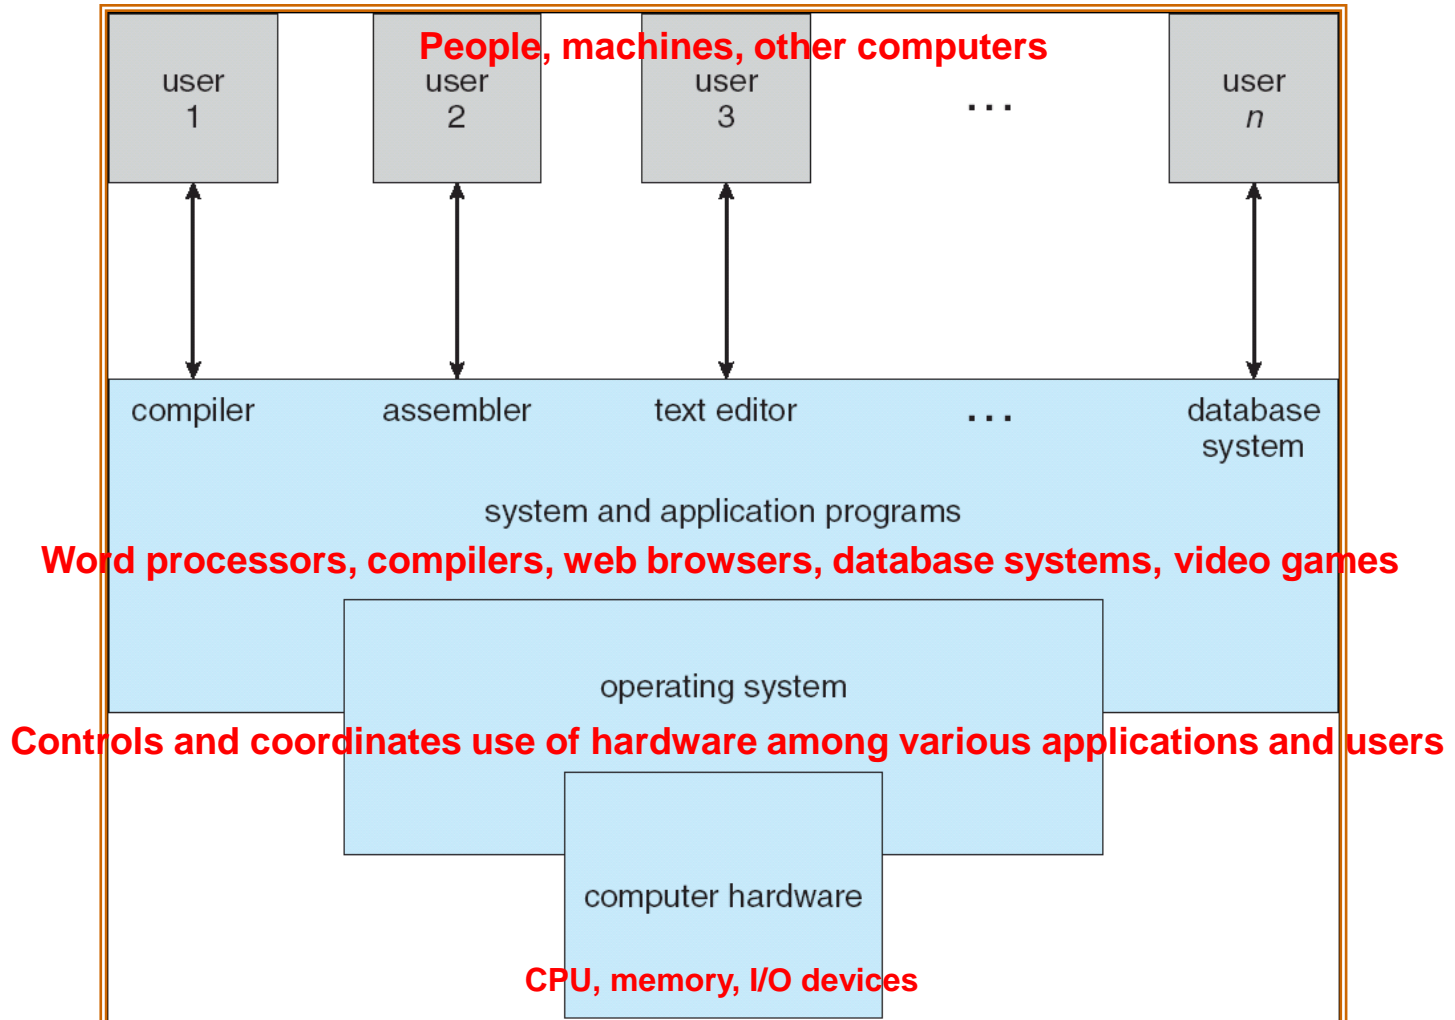 People, machines, other computers
user 1
user 2
user 3
...
user n
compiler
assembler
text editor
...
database system
system and application programs
Word processors, compilers, web browsers, database systems, video games
operating system
Controls and coordinates use of hardware among various applications and users
computer hardware
CPU, memory, I/O devices